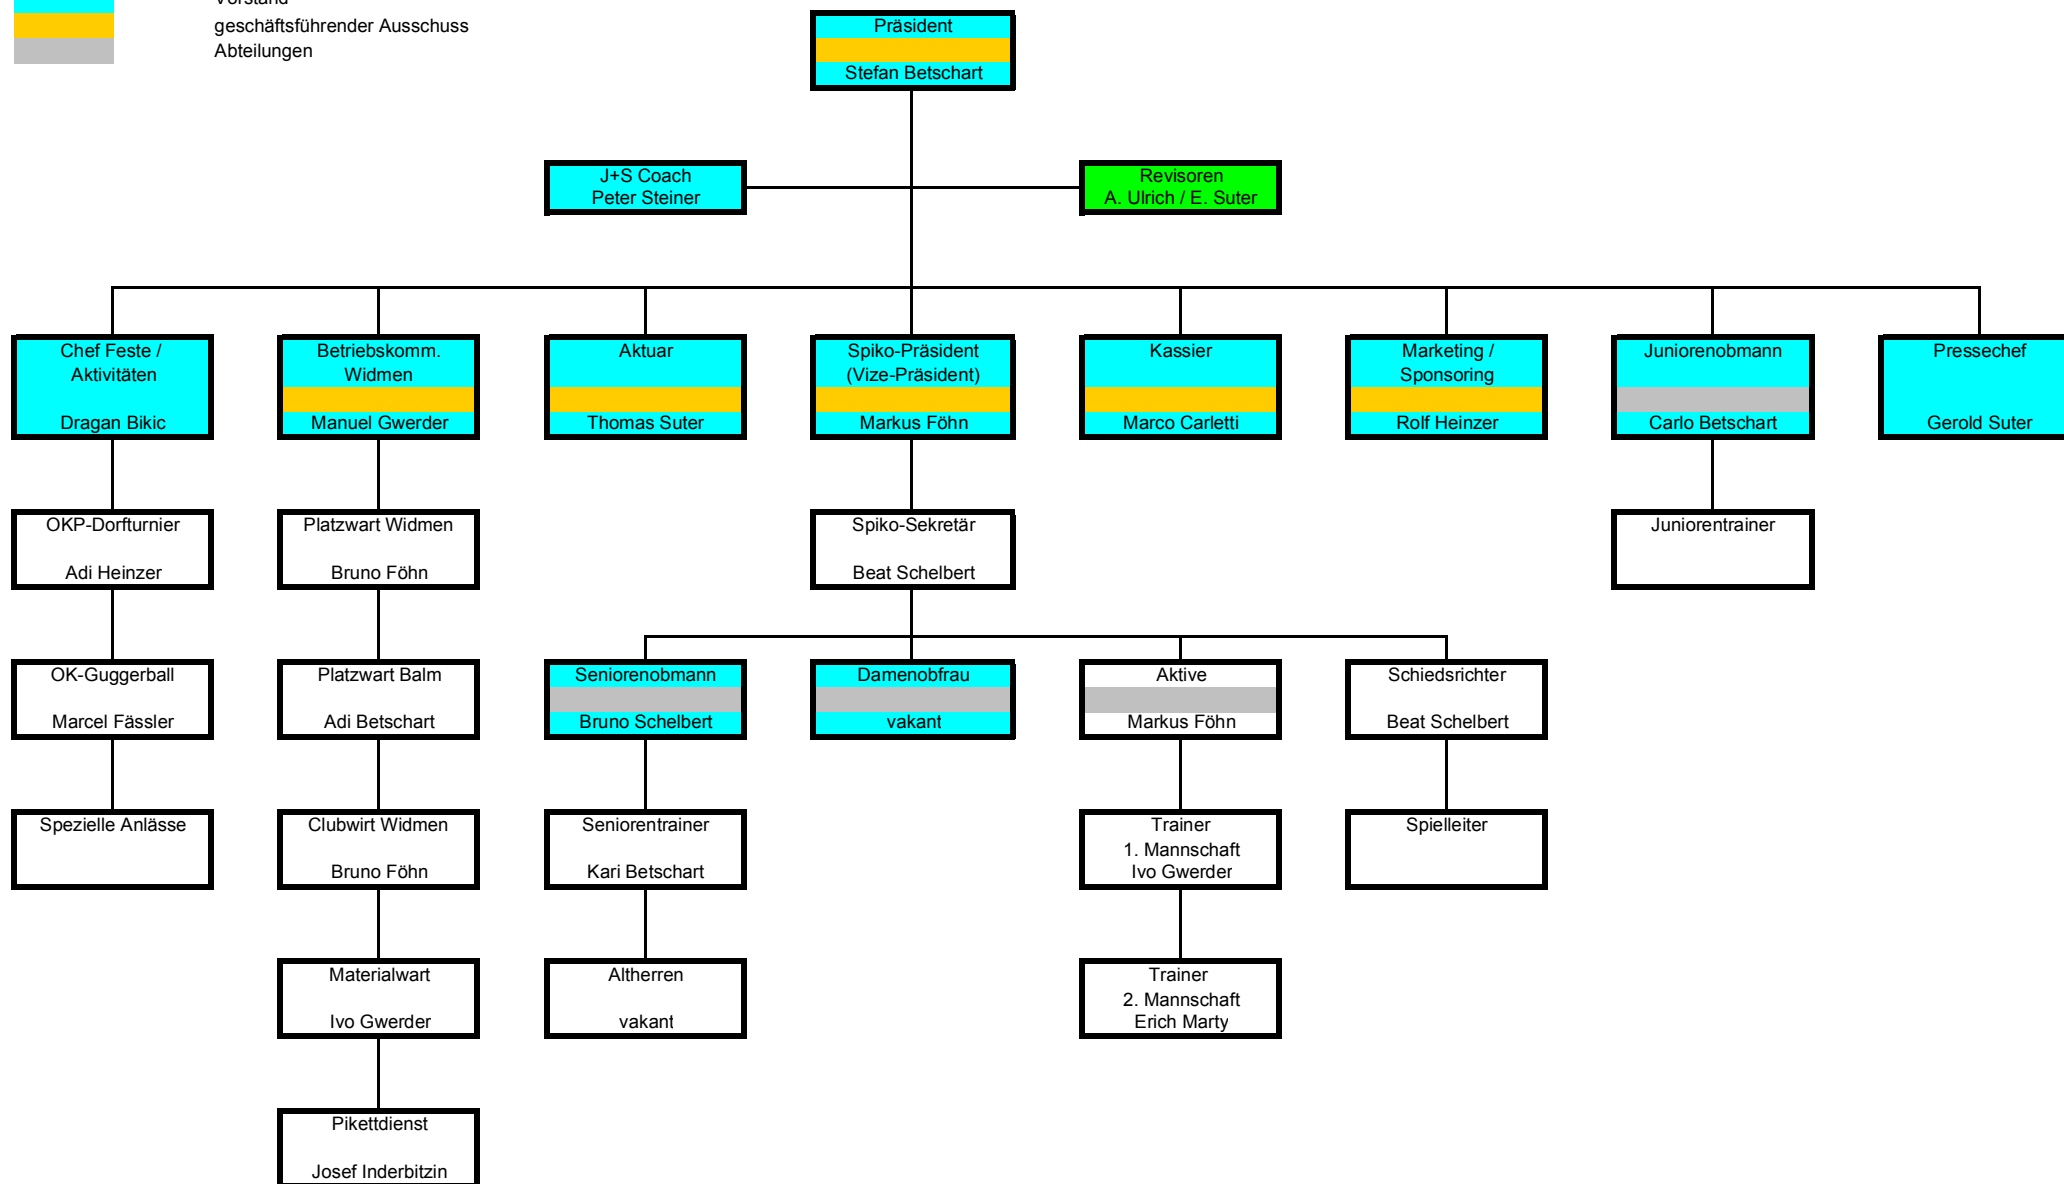 Vorstand
geschäftsführender Ausschuss
Abteilungen
Präsident
Stefan Betschart
J+S Coach
Peter Steiner
Revisoren
A. Ulrich / E. Suter
Chef Feste /
Aktivitäten
Dragan Bikic
Betriebskomm.
Widmen
Manuel Gwerder
Aktuar
Thomas Suter
Spiko-Präsident
(Vize-Präsident)
Markus Föhn
Kassier
Marco Carletti
Marketing /
Sponsoring
Rolf Heinzer
Juniorenobmann
Carlo Betschart
Pressechef
Gerold Suter
OKP-Dorfturnier
Adi Heinzer
Platzwart Widmen
Bruno Föhn
Spiko-Sekretär
Beat Schelbert
Juniorentrainer
OK-Guggerball
Marcel Fässler
Platzwart Balm
Adi Betschart
Seniorenobmann
Bruno Schelbert
Damenobfrau
vakant
Aktive
Markus Föhn
Schiedsrichter
Beat Schelbert
Spezielle Anlässe
Clubwirt Widmen
Bruno Föhn
Seniorentrainer
Kari Betschart
Trainer
1. Mannschaft
Ivo Gwerder
Spielleiter
Materialwart
Ivo Gwerder
Altherren
vakant
Trainer
2. Mannschaft
Erich Marty
Pikettdienst
Josef Inderbitzin